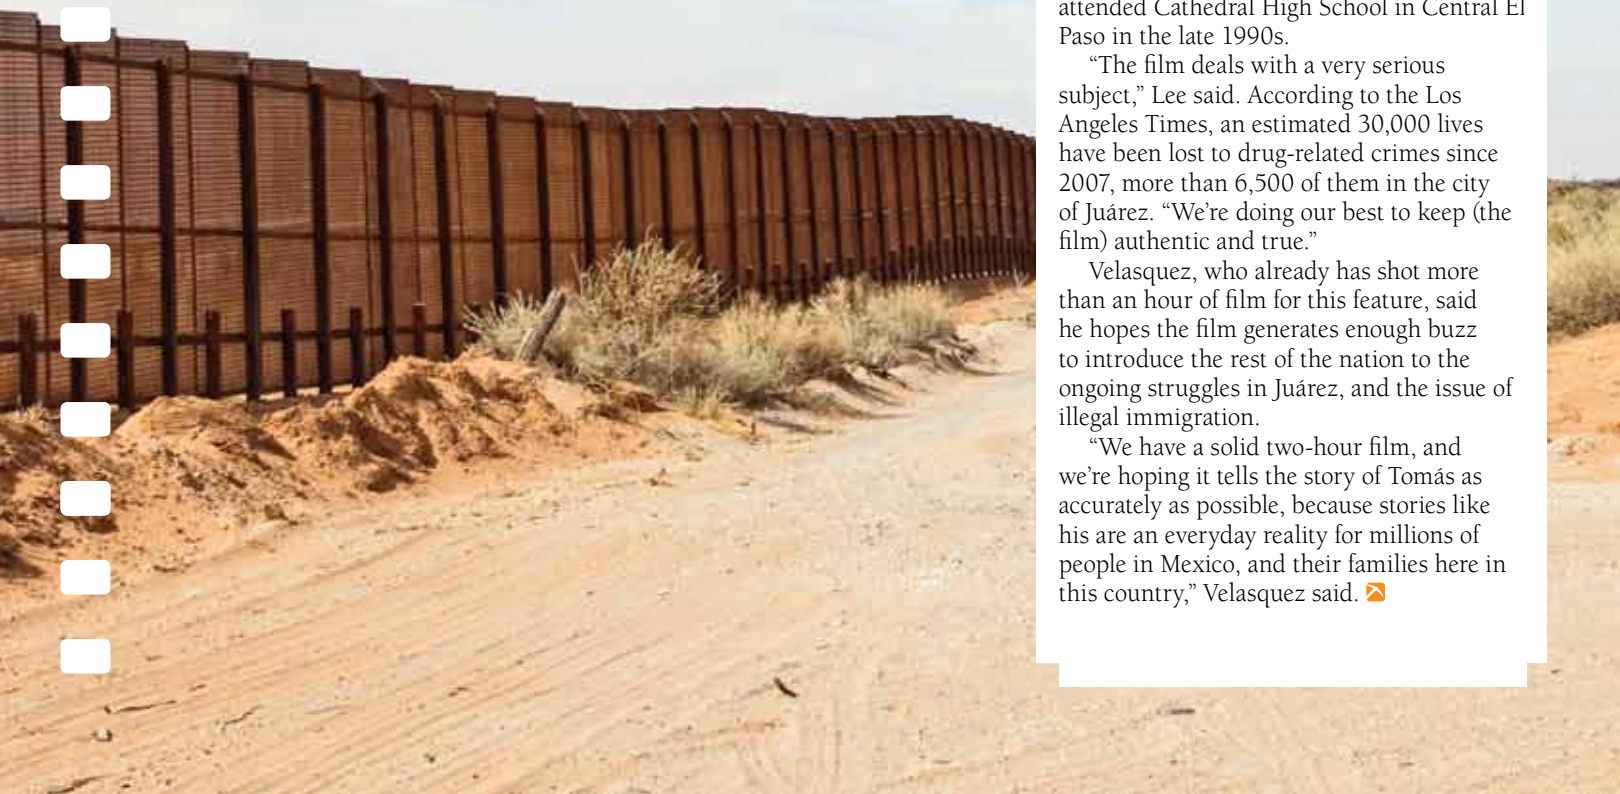 attended Cathedral High School in Central El
Paso in the late 1990s.
“The film deals with a very serious
subject,” Lee said. According to the Los
Angeles Times, an estimated 30,000 lives
have been lost to drug-related crimes since
2007, more than 6,500 of them in the city
of Juárez. “We’re doing our best to keep (the
film) authentic and true.”
Velasquez, who already has shot more
than an hour of film for this feature, said
he hopes the film generates enough buzz
to introduce the rest of the nation to the
ongoing struggles in Juárez, and the issue of
illegal immigration.
“We have a solid two-hour film, and
we’re hoping it tells the story of Tomás as
accurately as possible, because stories like
his are an everyday reality for millions of
people in Mexico, and their families here in
this country,” Velasquez said.